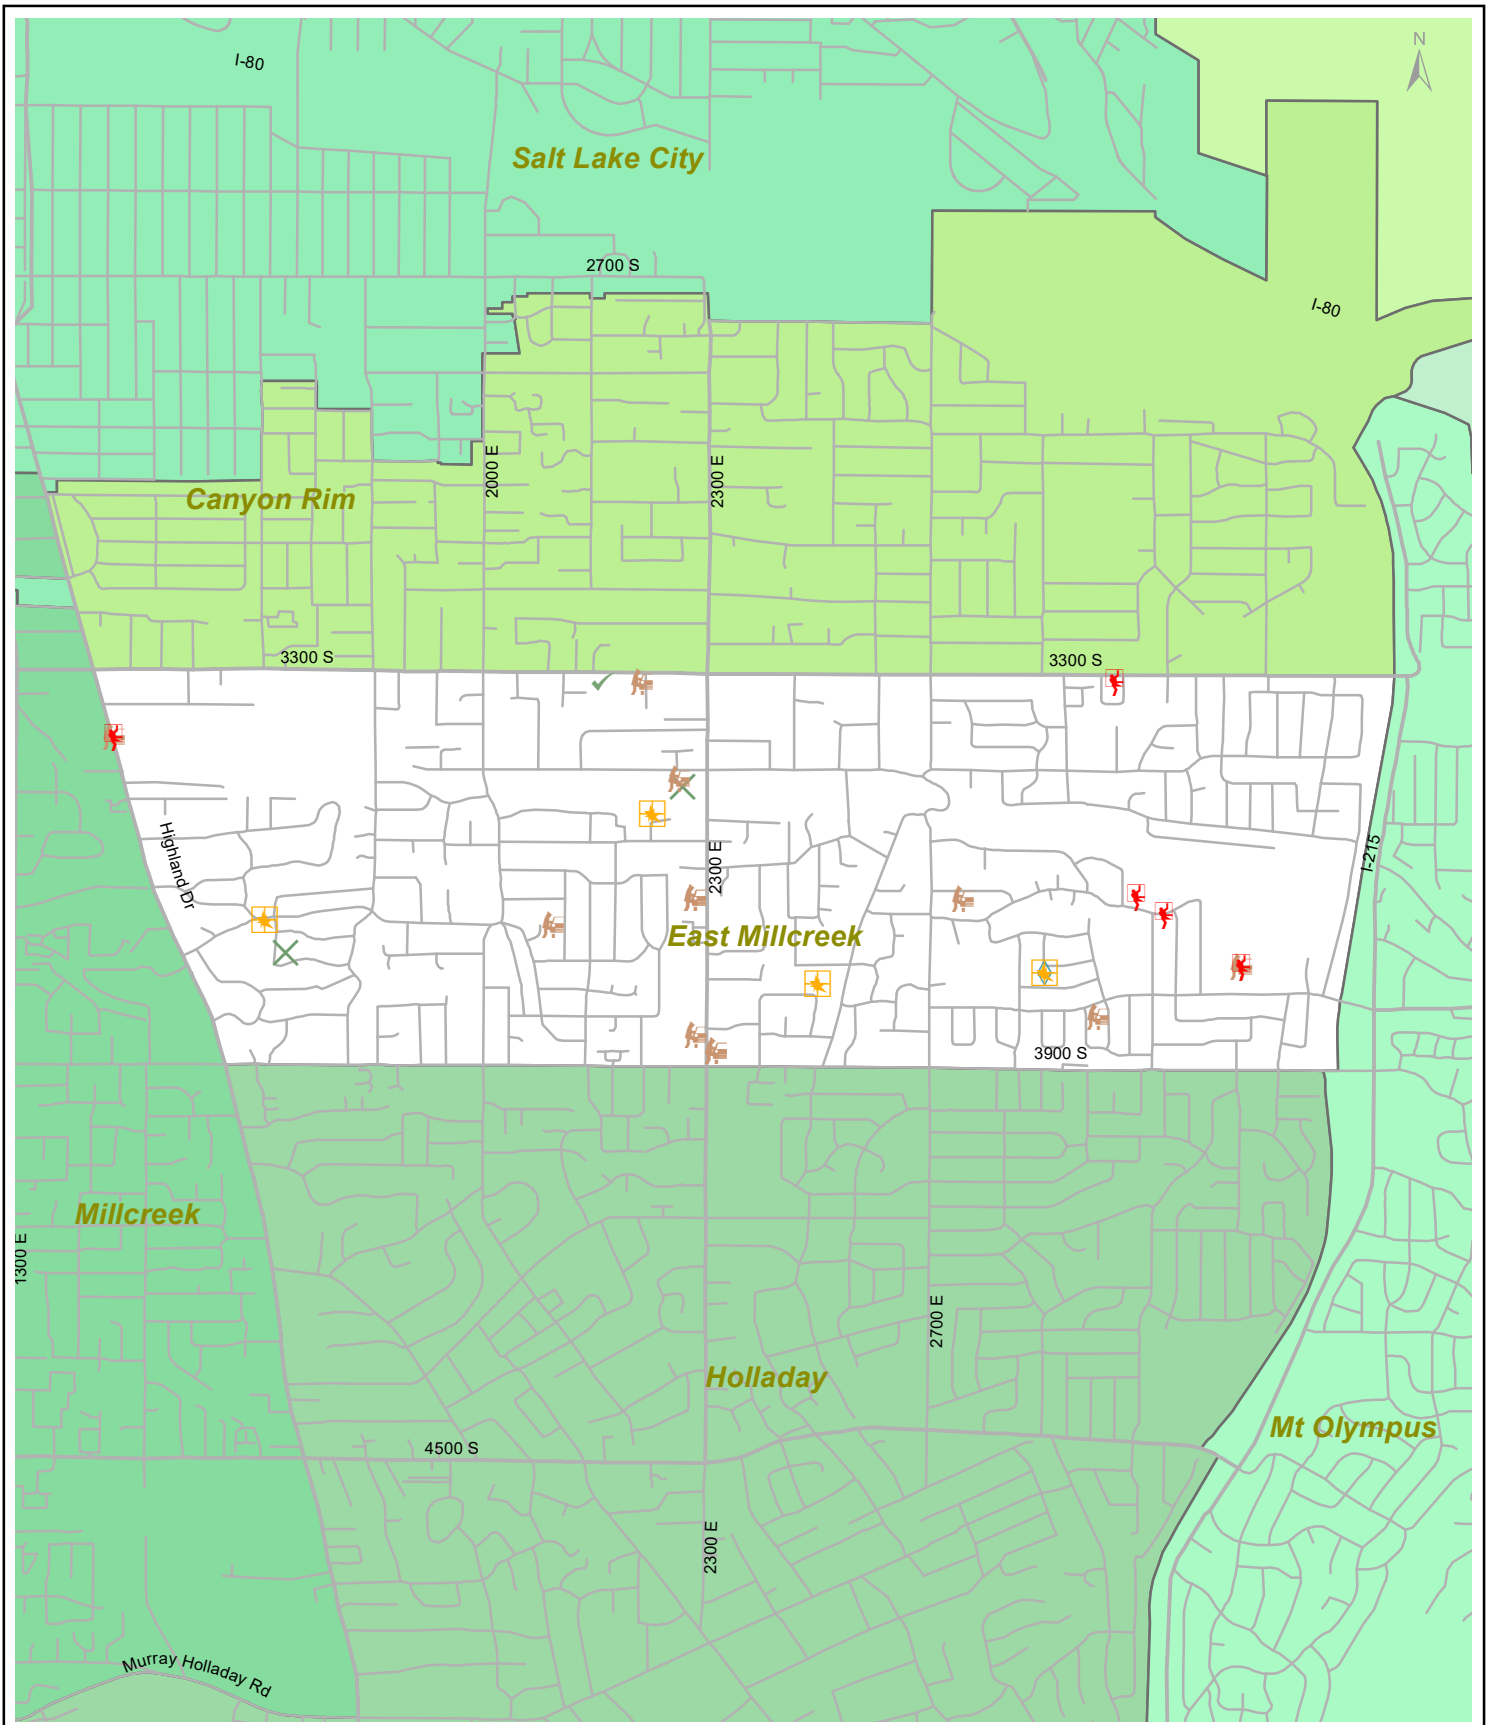 N
I-80
Salt Lake City
2700 S
I-80
2000 E
2300 E
Canyon Rim
3300 S
3300 S
Highland Dr
2300 E
I-215
East Millcreek
3900 S
Millcreek
1300 E
2700 E
Holladay
Mt Olympus
4500 S
2300 E
Murray Holladay Rd